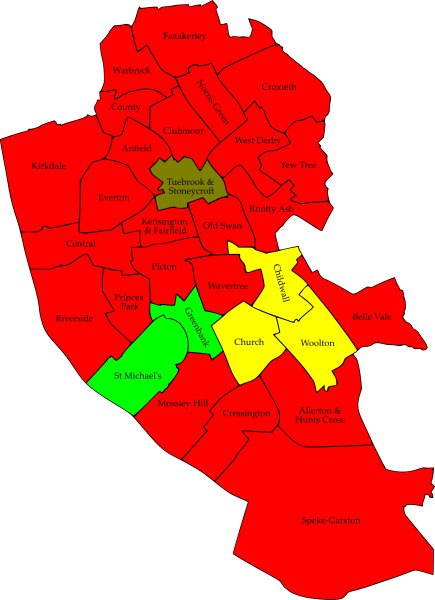 Fazakerley
Warbreck
Croxteth
Norris Green
County
Clubmoor
West Derby
Anfield
Kirkdale
Yew Tree
Tuebrook &
Stoneycroft
Everton
Knotty Ash
Kensington
& Fairfield
Old Swan
Central
Picton
Childwall
Wavertree
Princes
Park
Riverside
Greenbank
Belle Vale
Church
Woolton
St Michael's
Mossley Hill
Cressington
Allerton &
Hunts Cross
Speke-Garston